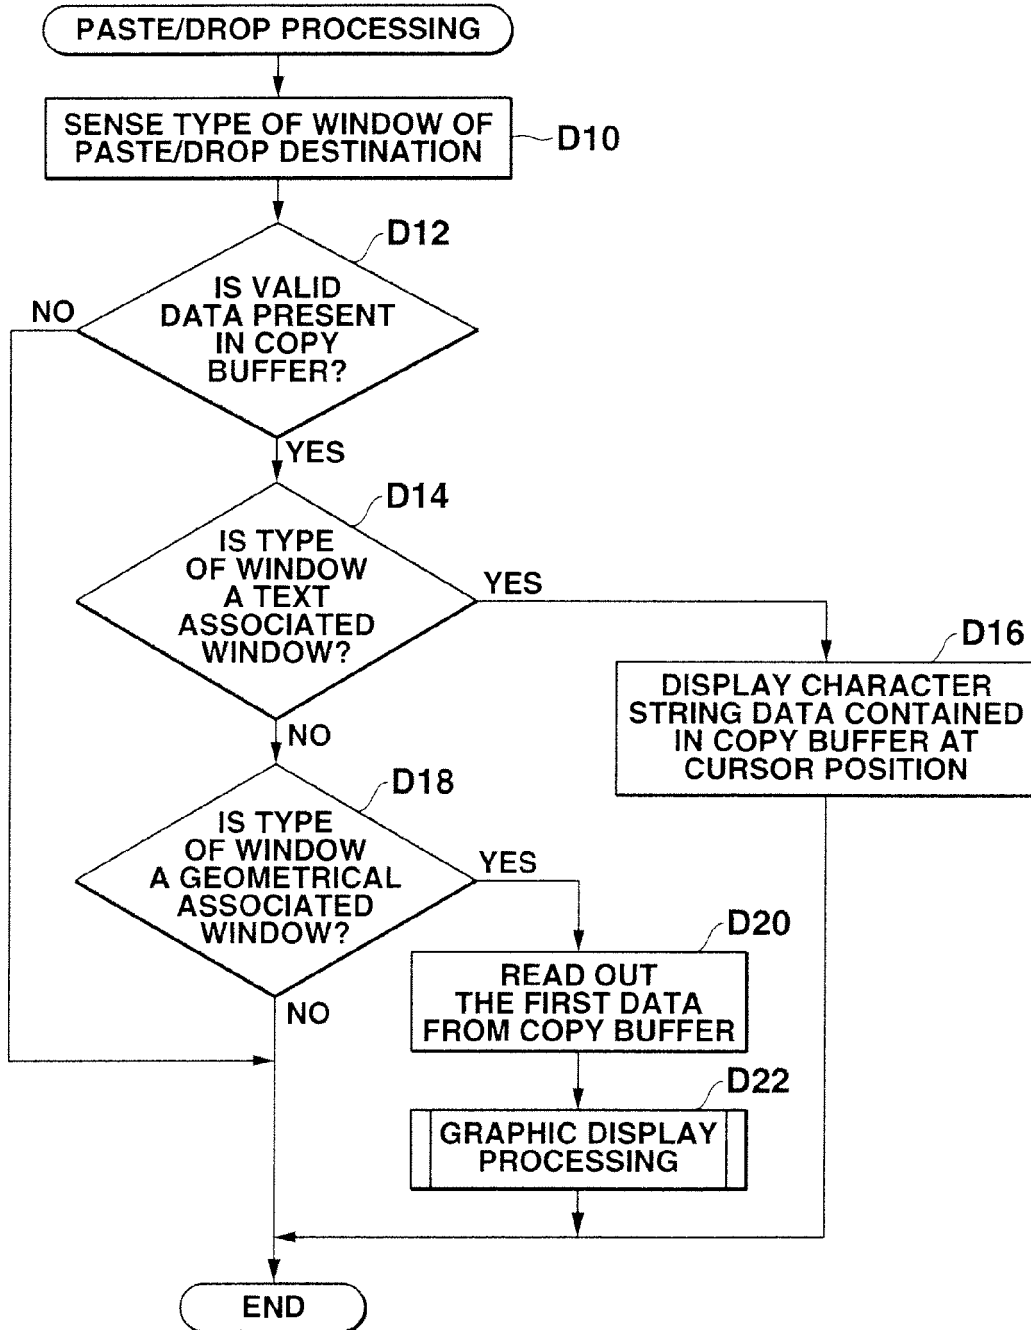 PASTE/DROP PROCESSING
SENSE TYPE OF WINDOW OF
PASTE/DROP DESTINATION
D10
D12
IS VALID
DATA PRESENT
IN COPY
BUFFER?
NO
YES
D14
IS TYPE
OF WINDOW
A TEXT
ASSOCIATED
WINDOW?
YES
D16
DISPLAY CHARACTER
STRING DATA CONTAINED
IN COPY BUFFER AT
CURSOR POSITION
NO
D18
IS TYPE
OF WINDOW
A GEOMETRICAL
ASSOCIATED
WINDOW?
YES
D20
READ OUT
THE FIRST DATA
FROM COPY BUFFER
NO
D22
GRAPHIC DISPLAY
PROCESSING
END